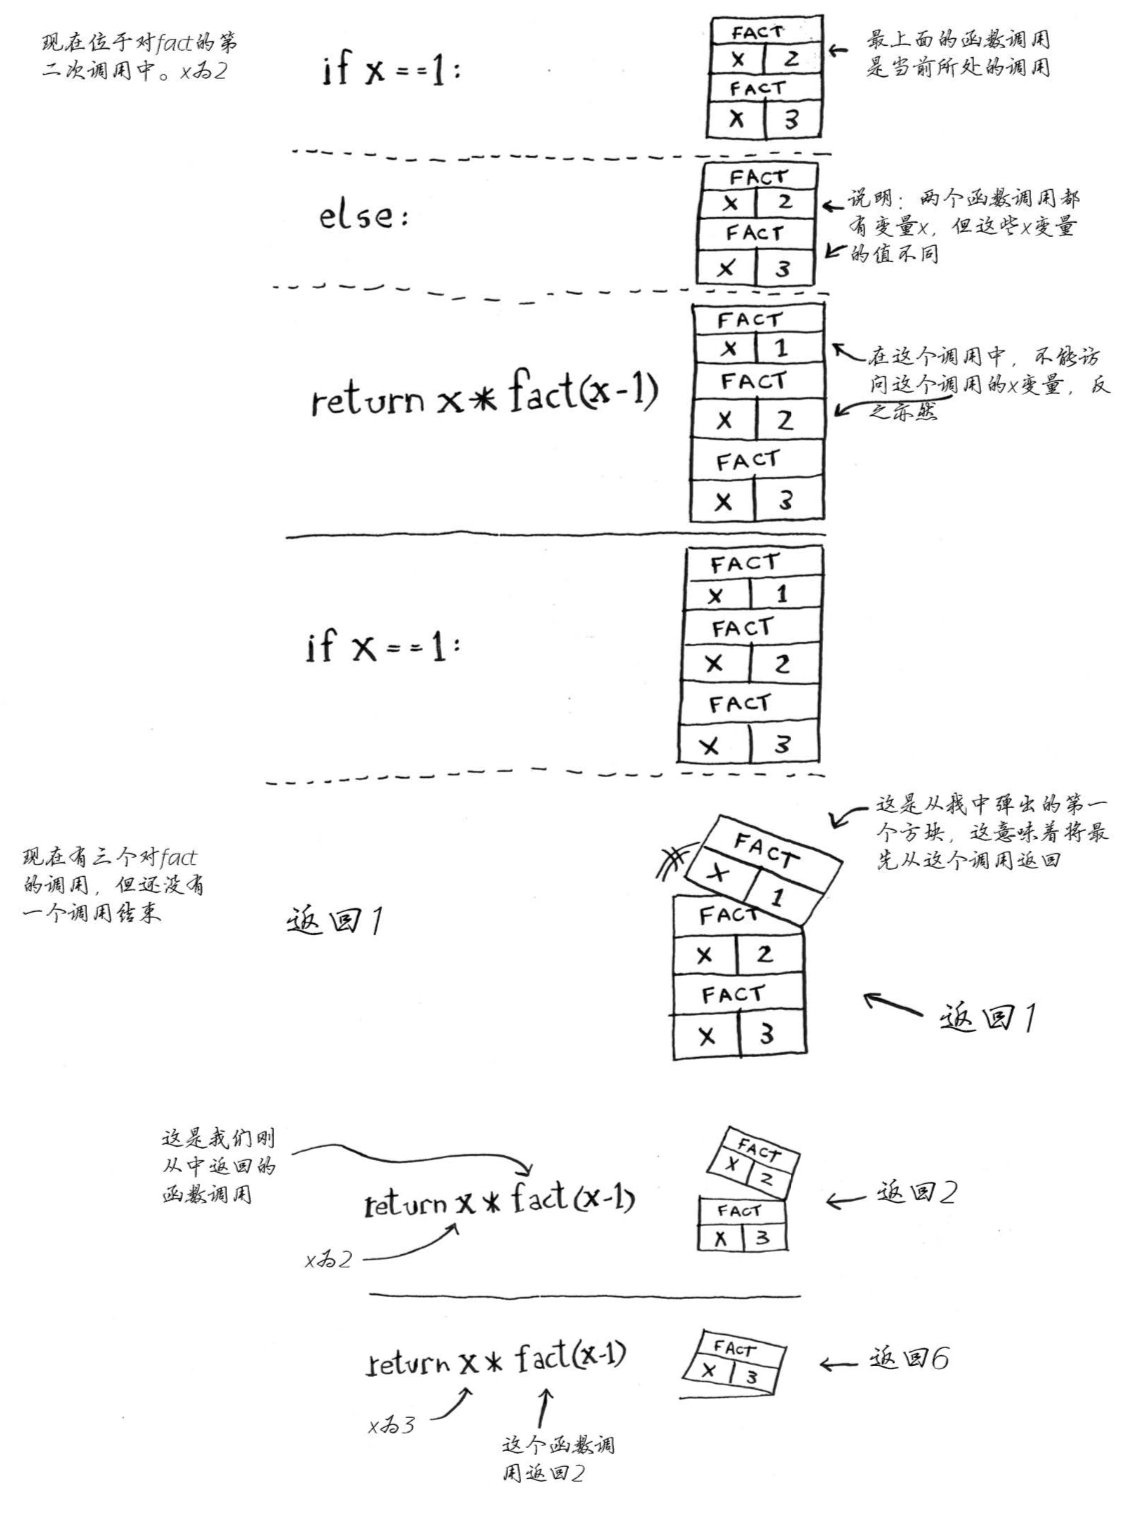 现在位于对fact的第
二次调用中。x为2
if x==1:
FACT
X 2
FACT
X 3
最上面的函数调用
是当前所处的调用
else:
FACT
X 2
FACT
X 3
说明：两个函数调用都
有变量x，但这些x变量
的值不同
return x*fact(x-1)
FACT
X 1
FACT
X 2
FACT
X 3
在这个调用中，不能访
问这个调用的x变量，反
之亦然
if x==1:
FACT
X 1
FACT
X 2
FACT
X 3
现在有三个对fact
的调用，但还没有
一个调用结束
返回1
FACT
X 1
FACT
X 2
FACT
X 3
这是从栈中弹出的第一
个方块，这意味着将最
先从这个调用返回
返回1
这是我们刚
从中返回的
函数调用
return x*fact(x-1)
x为2
FACT
X 2
FACT
X 3
返回2
return x*fact(x-1)
x为3
这个函数调
用返回2
FACT
X 3
返回6